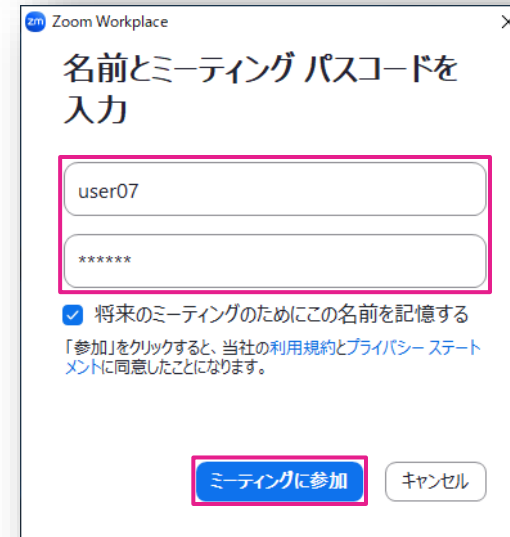 zm Zoom Workplace
名前とミーティング パスコードを
入力
user07
******
将来のミーティングのためにこの名前を記憶する
「参加」をクリックすると、当社の利用規約とプライバシー ステート
メントに同意したことになります。
ミーティングに参加
キャンセル